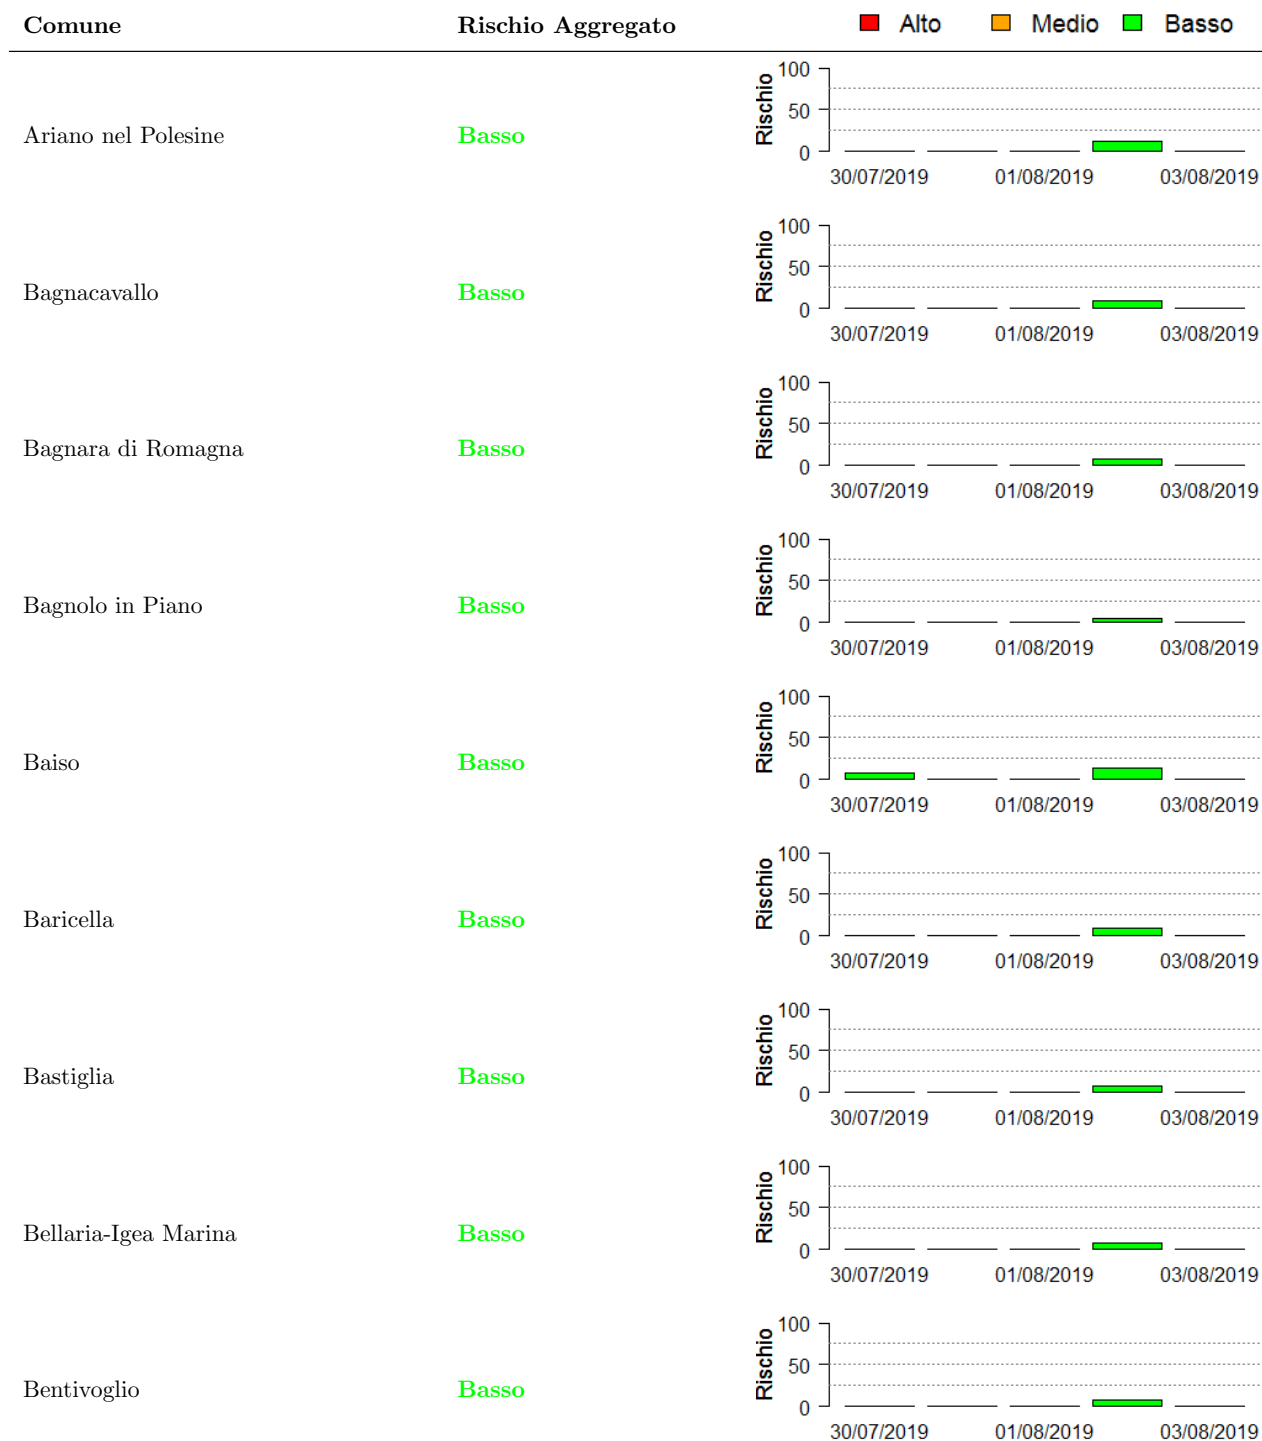 Comune Rischio Aggregato Alto Medio Basso
100
50
0
Rischio
Ariano nel Polesine Basso
30/07/2019 01/08/2019 03/08/2019
100
50
0
Rischio
Bagnacavallo Basso
30/07/2019 01/08/2019 03/08/2019
100
50
0
Rischio
Bagnara di Romagna Basso
30/07/2019 01/08/2019 03/08/2019
100
50
0
Rischio
Bagnolo in Piano Basso
30/07/2019 01/08/2019 03/08/2019
100
50
0
Rischio
Baiso Basso
30/07/2019 01/08/2019 03/08/2019
100
50
0
Rischio
Baricella Basso
30/07/2019 01/08/2019 03/08/2019
100
50
0
Rischio
Bastiglia Basso
30/07/2019 01/08/2019 03/08/2019
100
50
0
Rischio
Bellaria-Igea Marina Basso
30/07/2019 01/08/2019 03/08/2019
100
50
0
Rischio
Bentivoglio Basso
30/07/2019 01/08/2019 03/08/2019